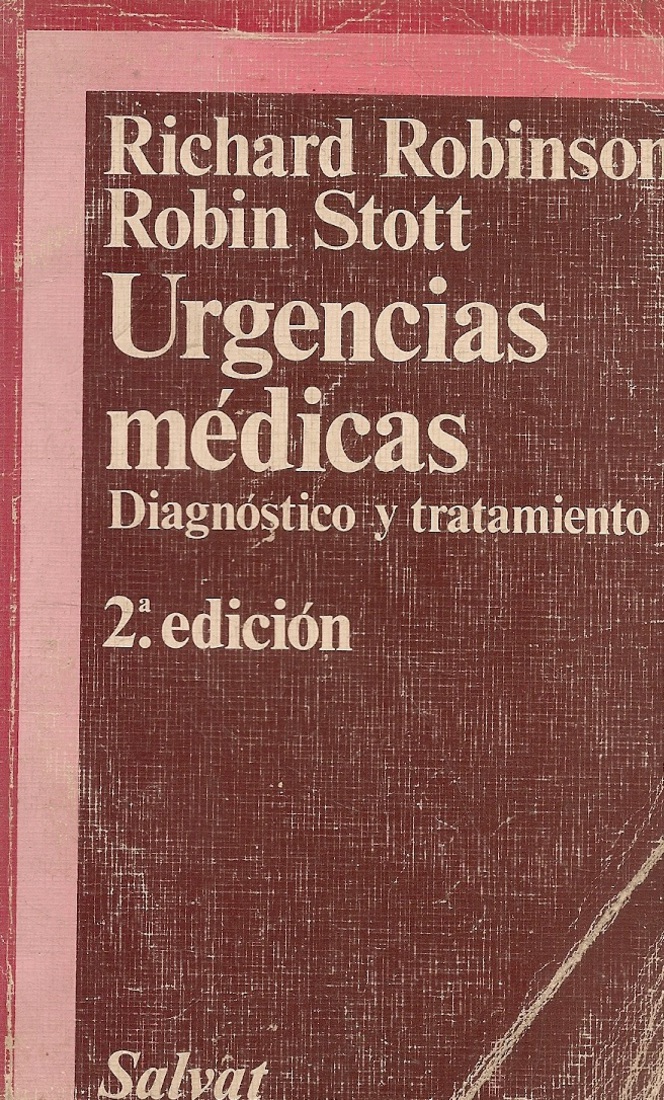 Richard Robinson
Robin Stott
Urgencias
médicas
Diagnóstico y tratamiento
2.ª edición
Salvat